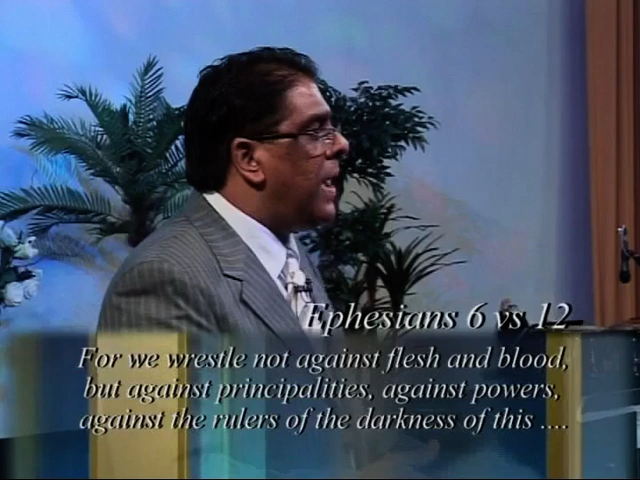 Ephesians 6 vs 12
For we wrestle not against flesh and blood,
but against principalities, against powers,
against the rulers of the darkness of this ....